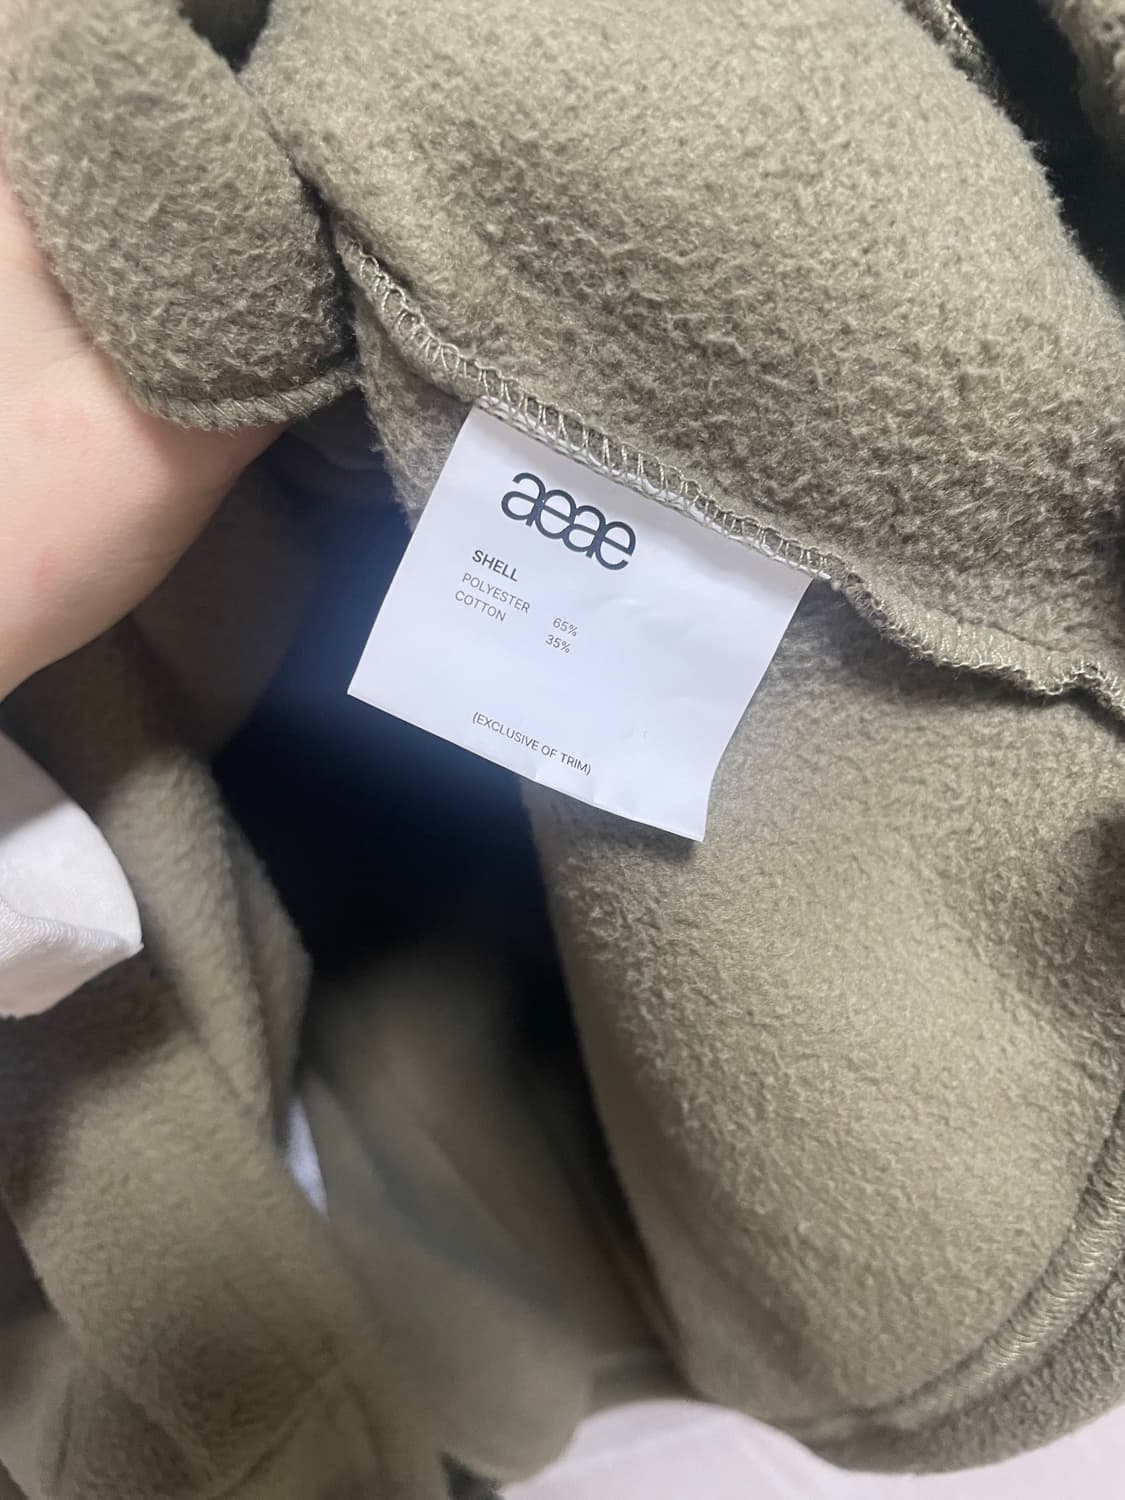 aeae
SHELL
POLYESTER 65%
COTTON 35%
(EXCLUSIVE OF TRIM)